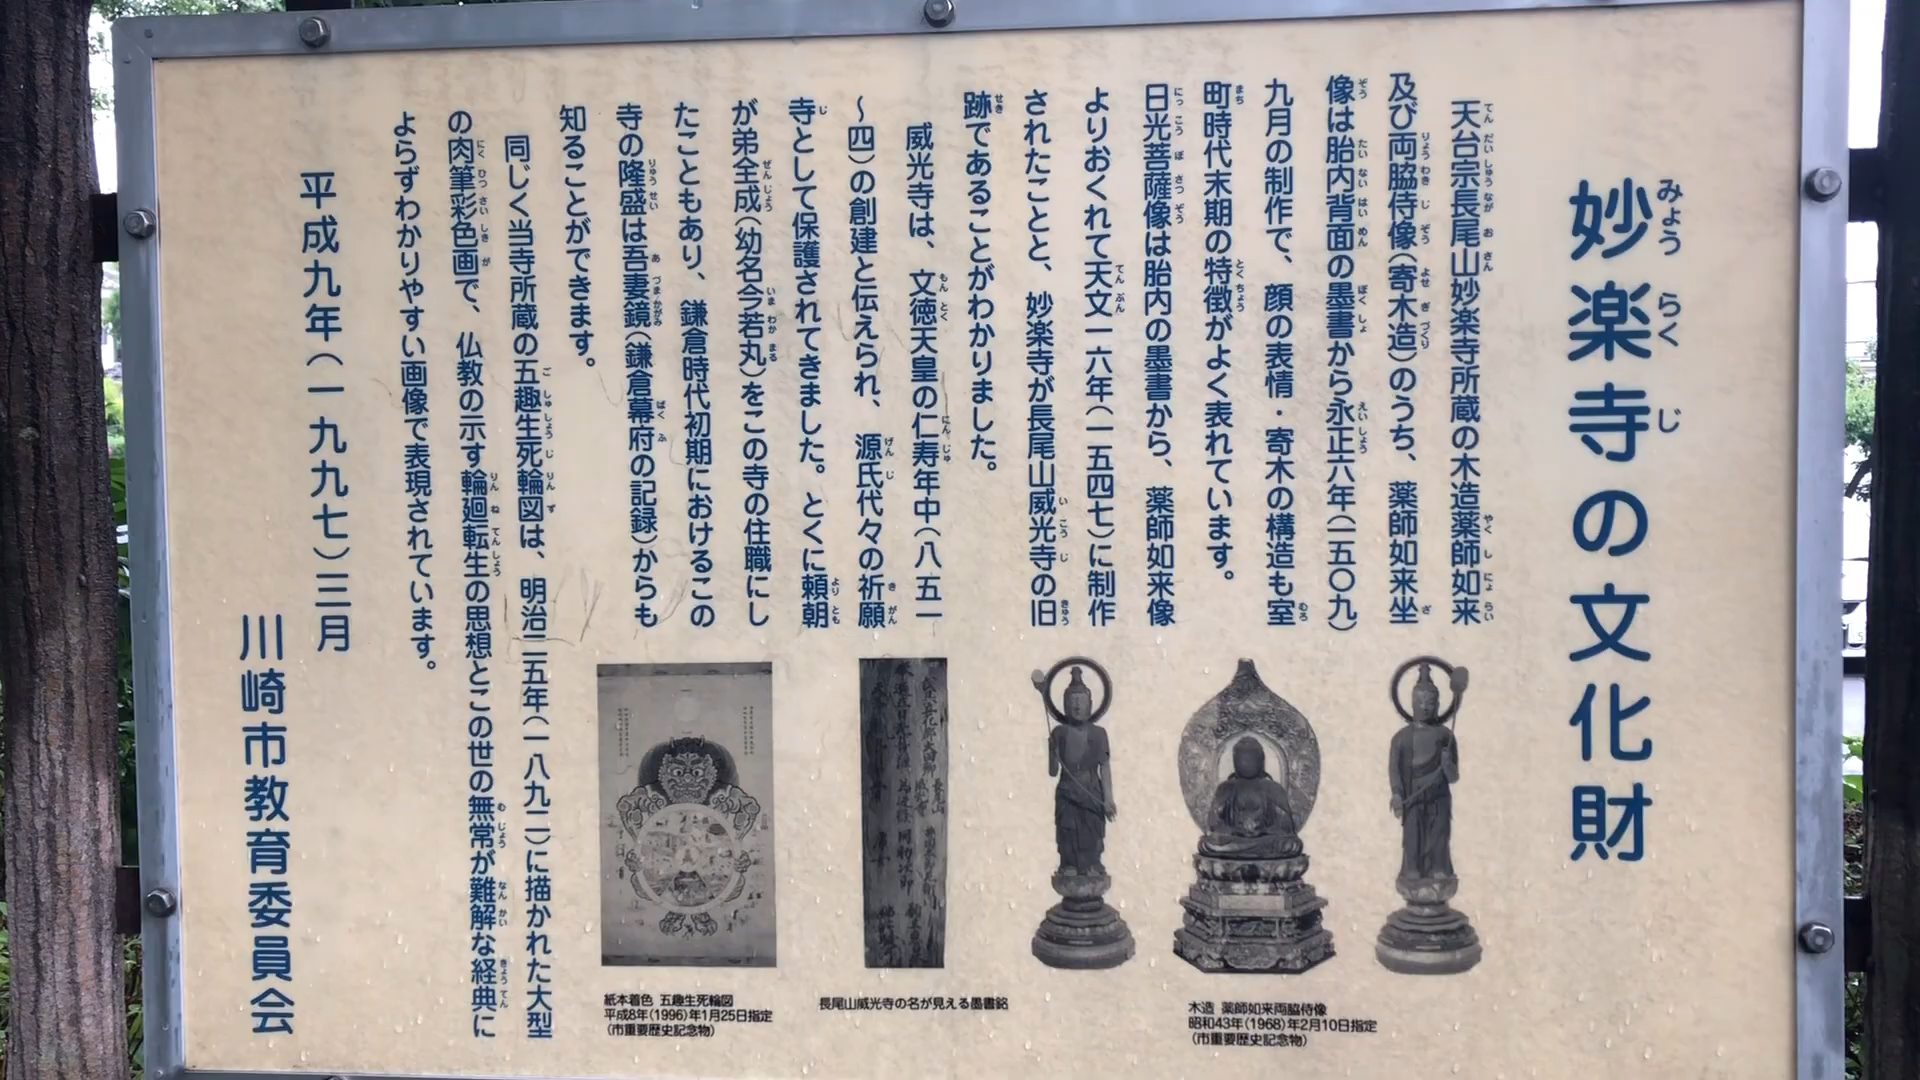 妙楽寺の文化財
みょうらくじ
天台宗長尾山妙楽寺所蔵の木造薬師如来
及び両脇侍像(寄木造)のうち、薬師如来坐
像は胎内背面の墨書から永正六年(一五〇九)
九月の制作で、顔の表情・寄木の構造も室
町時代末期の特徴がよく表れています。
日光菩薩像は胎内の墨書から、薬師如来像
よりおくれて天文一六年(一五四七)に制作
されたことと、妙楽寺が長尾山威光寺の旧
跡であることがわかりました。
威光寺は、文徳天皇の仁寿年中(八五一
〜四)の創建と伝えられ、源氏代々の祈願
寺として保護されてきました。とくに頼朝
が弟全成(幼名今若丸)をこの寺の住職にし
たこともあり、鎌倉時代初期におけるこの
寺の隆盛は吾妻鏡(鎌倉幕府の記録)からも
知ることができます。
同じく当寺所蔵の五趣生死輪図は、明治二五年(一八九二)に描かれた大型
の肉筆彩色画で、仏教の示す輪廻転生の思想とこの世の無常が難解な経典に
よらずわかりやすい画像で表現されています。
平成九年(一九九七)三月
川崎市教育委員会
木造 薬師如来両脇侍像
昭和43年(1968)年2月10日指定
(市重要歴史記念物)
長尾山威光寺の名が見える墨書銘
紙本着色 五趣生死輪図
平成8年(1996)年1月25日指定
(市重要歴史記念物)